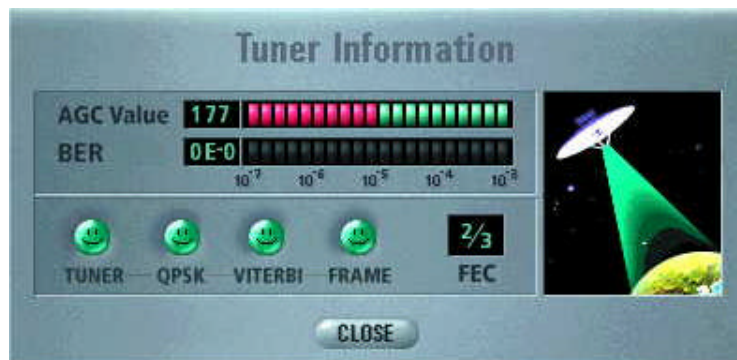 Tuner Information
AGC Value 177
BER 0E-0
10-7 10-6 10-5 10-4 10-3
TUNER QPSK VITERBI FRAME
2/3
FEC
CLOSE